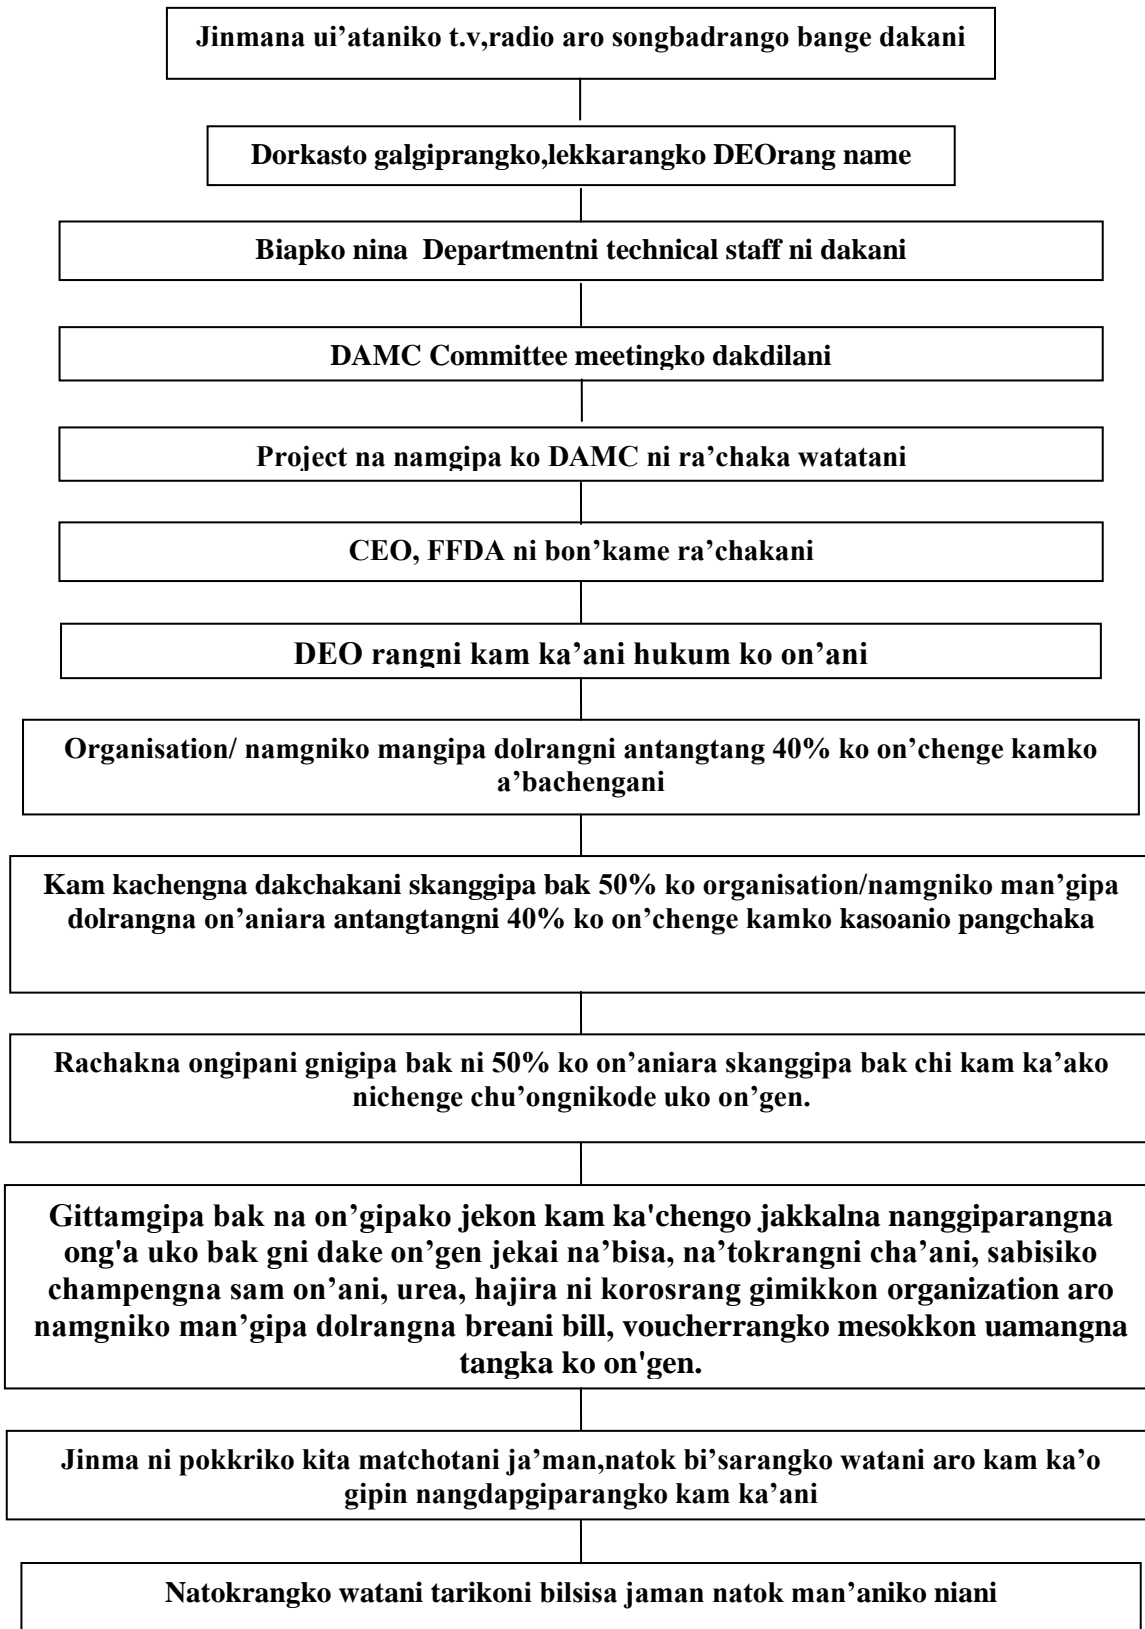 Jinmana ui’ataniko t.v,radio aro songbadrango bange dakani
Dorkasto galgiprangko,lekkarangko DEOrang name
Biapko nina Departmentni technical staff ni dakani
DAMC Committee meetingko dakdilani
Project na namgipa ko DAMC ni ra’chaka watatani
CEO, FFDA ni bon’kame ra’chakani
DEO rangni kam ka’ani hukum ko on’ani
Organisation/ namgniko mangipa dolrangni antangtang 40% ko on’chenge kamko
a’bachengani
Kam kachengna dakchakani skanggipa bak 50% ko organisation/namgniko man’gipa
dolrangna on’aniara antangtangni 40% ko on’chenge kamko kasoanio pangchaka
Rachakna ongipani gnigipa bak ni 50% ko on’aniara skanggipa bak chi kam ka’ako
nichenge chu’ongnikode uko on’gen.
Gittamgipa bak na on’gipako jekon kam ka'chengo jakkalna nanggiparangna
ong'a uko bak gni dake on’gen jekai na’bisa, na’tokrangni cha’ani, sabisiko
champengna sam on’ani, urea, hajira ni korosrang gimikkon organization aro
namgniko man’gipa dolrangna breani bill, voucherrangko mesokkon uamangna
tangka ko on'gen.
Jinma ni pokkriko kita matchotani ja’man,natok bi’sarangko watani aro kam ka’o
gipin nangdapgiparangko kam ka’ani
Natokrangko watani tarikoni bilsisa jaman natok man’aniko niani